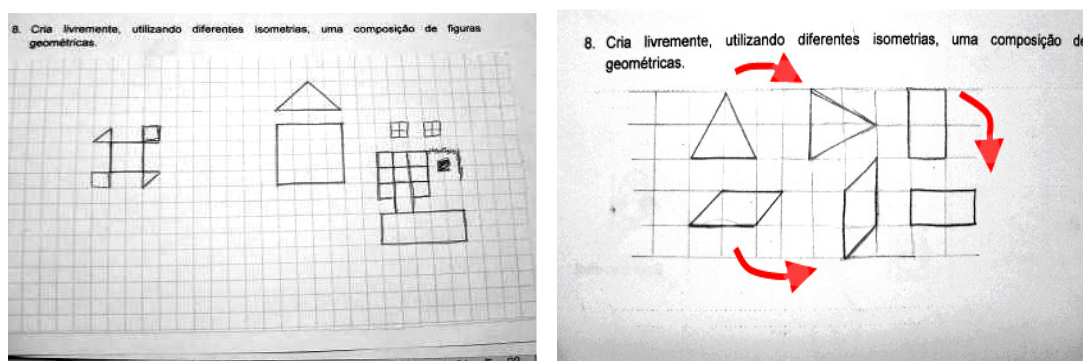 8. Cria livremente, utilizando diferentes isometrias, uma composição de figuras
geométricas.
8. Cria livremente, utilizando diferentes isometrias, uma composição de
geométricas.